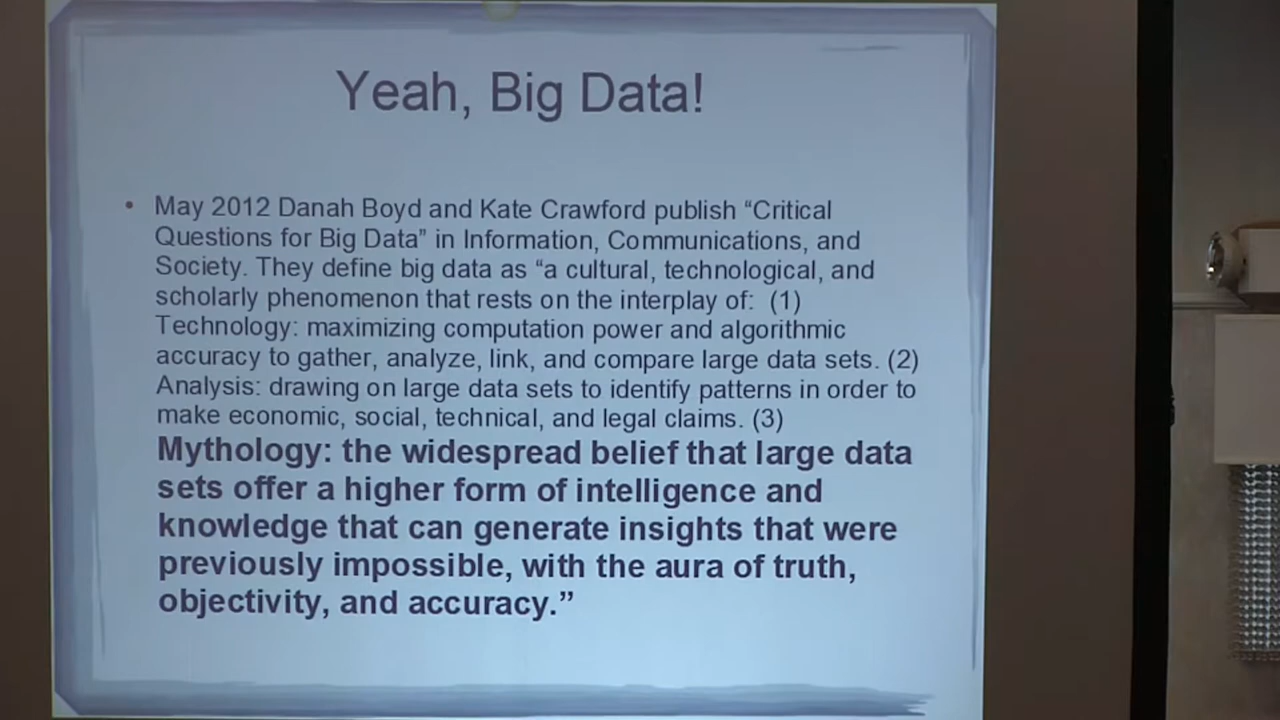 Yeah, Big Data!
• May 2012 Danah Boyd and Kate Crawford publish “Critical
Questions for Big Data” in Information, Communications, and
Society. They define big data as “a cultural, technological, and
scholarly phenomenon that rests on the interplay of:  (1)
Technology: maximizing computation power and algorithmic
accuracy to gather, analyze, link, and compare large data sets. (2)
Analysis: drawing on large data sets to identify patterns in order to
make economic, social, technical, and legal claims. (3)
Mythology: the widespread belief that large data
sets offer a higher form of intelligence and
knowledge that can generate insights that were
previously impossible, with the aura of truth,
objectivity, and accuracy.”